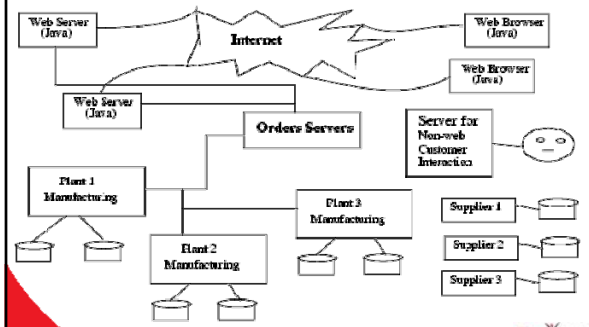 Web Server
(Java)
Internet
Web Browser
(Java)
Web Browser
(Java)
Web Server
(Java)
Orders Servers
Server for
Non-web
Customer
Interaction
Plant 1
Manufacturing
Plant 3
Manufacturing
Plant 2
Manufacturing
Supplier 1
Supplier 2
Supplier 3